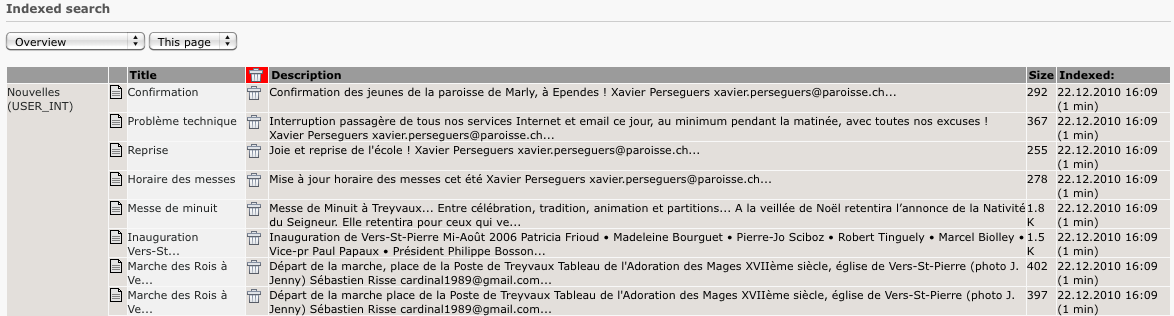 Indexed search
Overview This page
Title Description Size Indexed:
Nouvelles Confirmation Confirmation des jeunes de la paroisse de Marly, à Ependes ! Xavier Perseguers xavier.perseguers@paroisse.ch... 292 22.12.2010 16:09
(USER_INT) (1 min)
Problème technique Interruption passagère de tous nos services Internet et email ce jour, au minimum pendant la matinée, avec toutes nos excuses ! 367 22.12.2010 16:09
Xavier Perseguers xavier.perseguers@paroisse.ch... (1 min)
Reprise Joie et reprise de l'école ! Xavier Perseguers xavier.perseguers@paroisse.ch... 255 22.12.2010 16:09
(1 min)
Horaire des messes Mise à jour horaire des messes cet été Xavier Perseguers xavier.perseguers@paroisse.ch... 278 22.12.2010 16:09
(1 min)
Messe de minuit Messe de Minuit à Treyvaux... Entre célébration, tradition, animation et partitions... A la veillée de Noël retentira l’annonce de la Nativité 1.8 22.12.2010 16:09
du Seigneur. Elle retentira pour ceux qui ve... K (1 min)
Inauguration Inauguration de Vers-St-Pierre Mi-Août 2006 Patricia Frioud • Madeleine Bourguet • Pierre-Jo Sciboz • Robert Tinguely • Marcel Biolley • 1.5 22.12.2010 16:09
Vers-St... Vice-pr Paul Papaux • Président Philippe Bosson... K (1 min)
Marche des Rois à Départ de la marche, place de la Poste de Treyvaux Tableau de l'Adoration des Mages XVIIème siècle, église de Vers-St-Pierre (photo J. 402 22.12.2010 16:09
Ve... Jenny) Sébastien Risse cardinal1989@gmail.com... (1 min)
Marche des Rois à Départ de la marche place de la Poste de Treyvaux Tableau de l'Adoration des Mages XVIIème siècle, église de Vers-St-Pierre (photo J. 397 22.12.2010 16:09
Ve... Jenny) Sébastien Risse cardinal1989@gmail.com... (1 min)